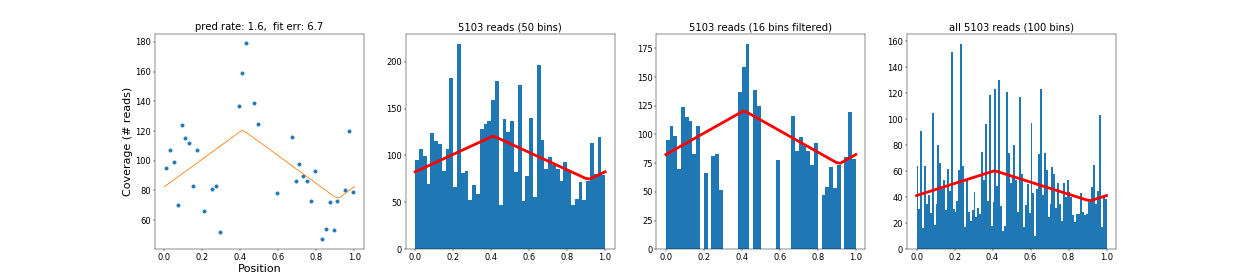 pred rate: 1.6,  fit err: 6.7
Coverage (# reads)
180
160
140
120
100
80
60
0.0 0.2 0.4 0.6 0.8 1.0
Position
5103 reads (50 bins)
200
150
100
50
0
0.0 0.2 0.4 0.6 0.8 1.0
5103 reads (16 bins filtered)
175
150
125
100
75
50
25
0
0.0 0.2 0.4 0.6 0.8 1.0
all 5103 reads (100 bins)
160
140
120
100
80
60
40
20
0
0.0 0.2 0.4 0.6 0.8 1.0